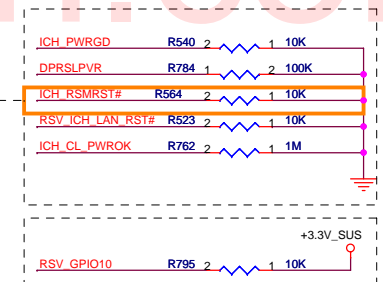 ICH_PWRGD R540 2 1 10K
DPRSLPVR R784 1 2 100K
ICH_RSMRST# R564 2 1 10K
RSV_ICH_LAN_RST# R523 2 1 10K
ICH_CL_PWROK R762 2 1 1M
+3.3V_SUS
RSV_GPIO10 R795 2 1 10K